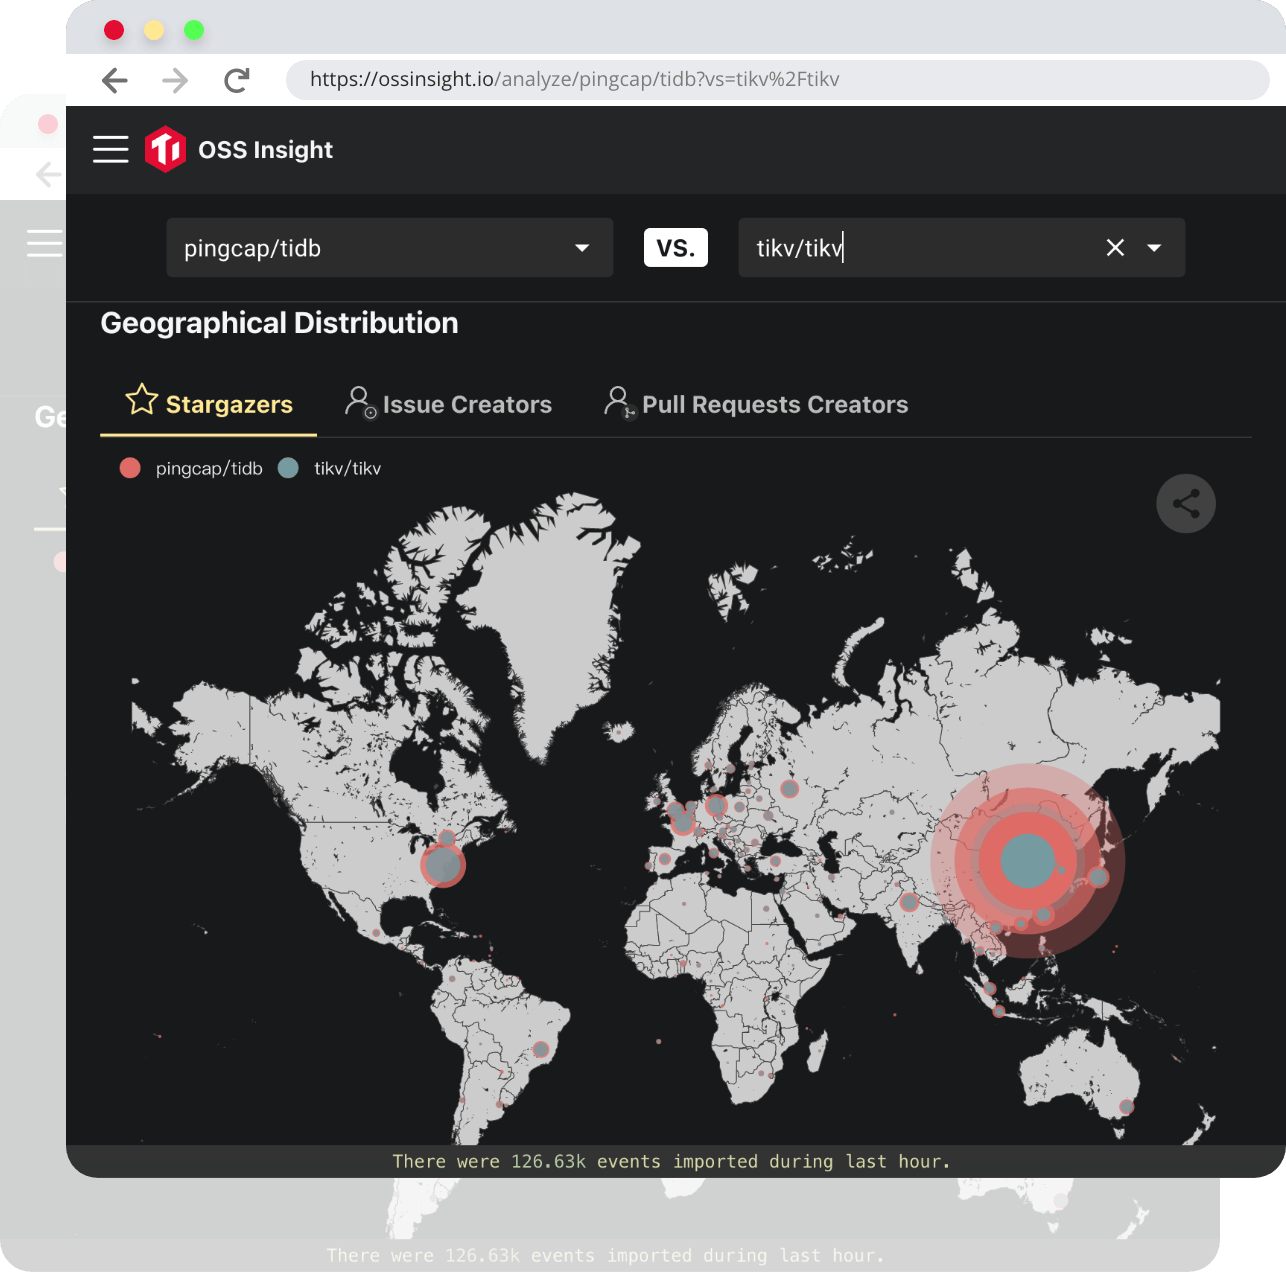 https://ossinsight.io/analyze/pingcap/tidb?vs=tikv%2Ftikv
OSS Insight
pingcap/tidb VS. tikv/tikv
Geographical Distribution
Ge
Stargazers Issue Creators Pull Requests Creators
pingcap/tidb tikv/tikv
There were 126.63k events imported during last hour.
There were 126.63k events imported during last hour.